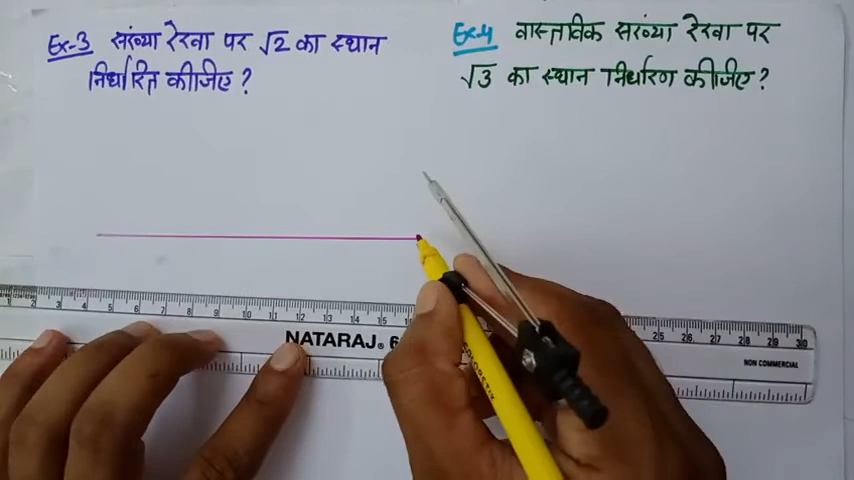 Ex-3 संख्या रेखा पर √2 का स्थान
निर्धारित कीजिए ?
Ex-4 वास्तविक संख्या रेखा पर
√3 का स्थान निर्धारण कीजिए ?
NATARAJ
NON COMMERCIAL